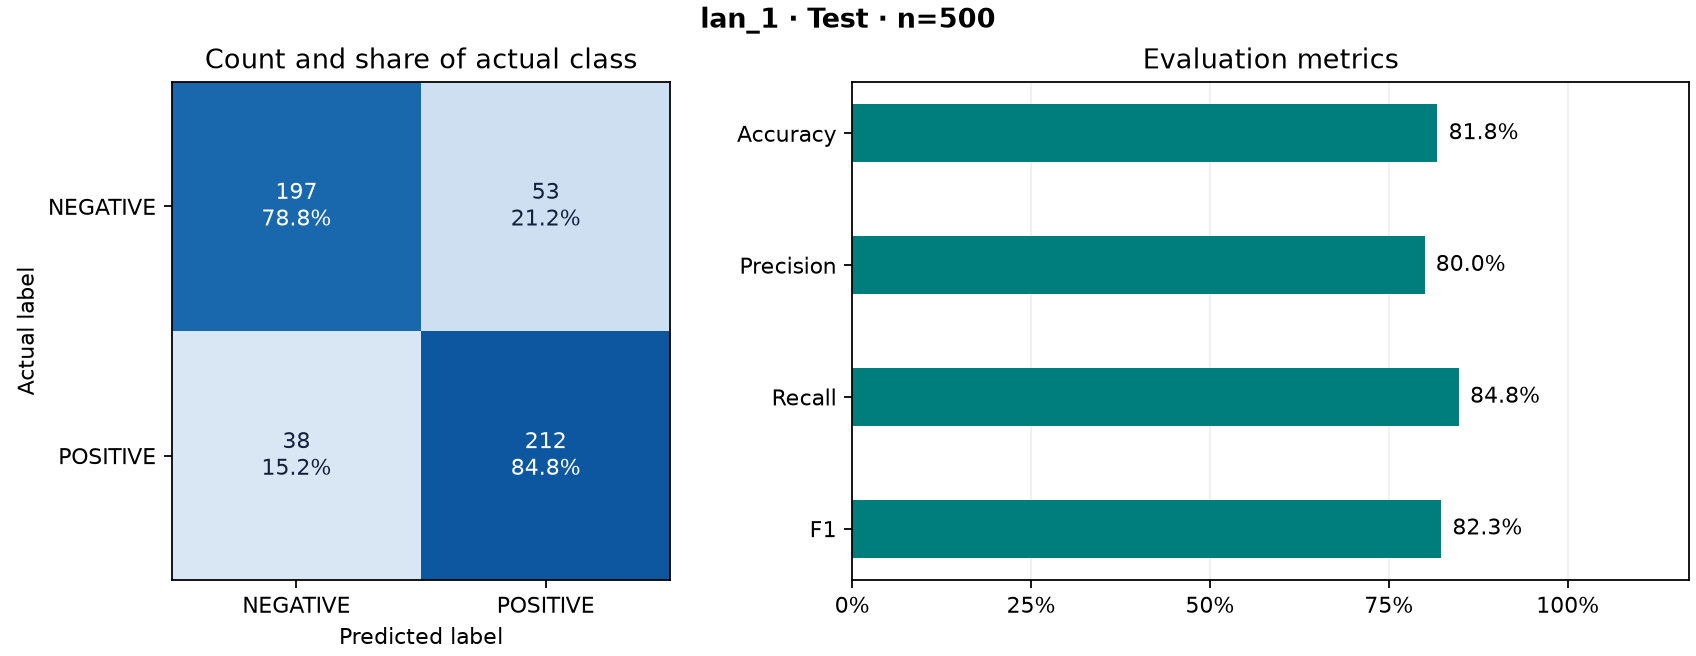 lan_1 · Test · n=500
Count and share of actual class
Actual label
NEGATIVE
197
78.8%
53
21.2%
POSITIVE
38
15.2%
212
84.8%
NEGATIVE
POSITIVE
Predicted label
Evaluation metrics
Accuracy
81.8%
Precision
80.0%
Recall
84.8%
F1
82.3%
0%
25%
50%
75%
100%